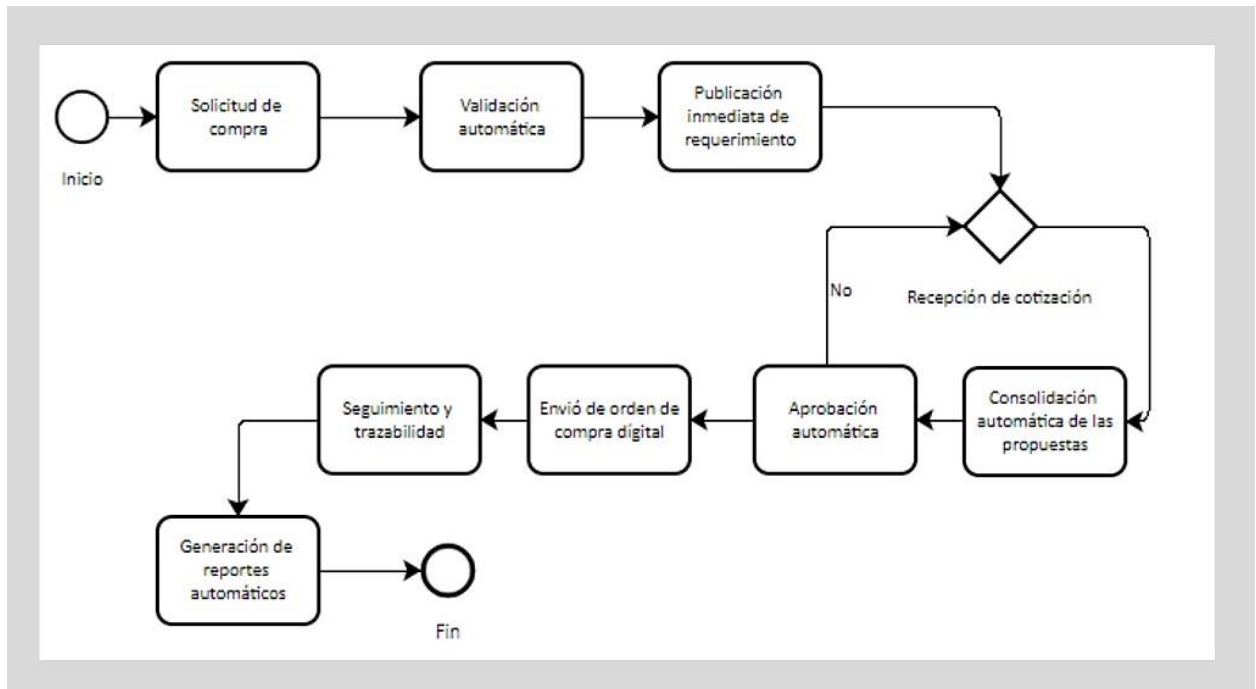 Solicitud de
compra
Validación
automática
Publicación
inmediata de
requerimiento
Inicio
No
Recepción de cotización
Seguimiento y
trazabilidad
Envió de orden de
compra dígital
Aprobación
automática
Consolidación
automática de las
propuestas
Generación de
reportes
automáticos
Fin